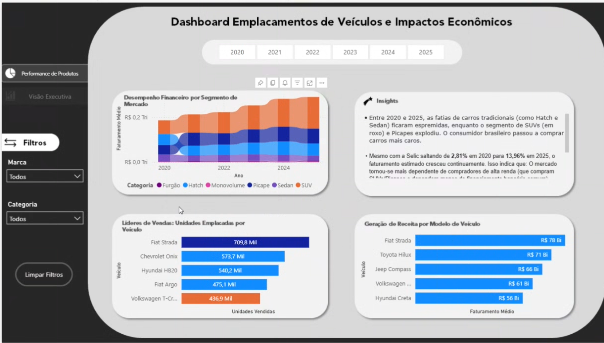 Dashboard Emplacamentos de Veículos e Impactos Econômicos
2020 2021 2022 2023 2024 2025
Performance de Produtos
Visão Executiva
Filtros
Marca
Todos
Categoria
Todos
Limpar Filtros
Desempenho Financeiro por Segmento de
Mercado
Faturamento Médio
R$ 0,2 Tri
R$ 0,0 Tri
2020 2022 2024
Ano
Categoria Furgão Hatch Monovolume Picape Sedan SUV
Insights
• Entre 2020 e 2025, as fatias de carros tradicionais (como Hatch e
Sedan) ficaram espremidas, enquanto o segmento de SUVs (em
roxo) e Picapes explodiu. O consumidor brasileiro passou a comprar
carros mais caros.
• Mesmo com a Selic saltando de 2,81% em 2020 para 13,96% em 2025, o
faturamento estimado cresceu continuamente. Isso indica que: O mercado
tornou-se mais dependente de compradores de alta renda (que compram
Líderes de Vendas: Unidades Emplacadas por
Veículo
Veículo
Fiat Strada 709,8 Mil
Chevrolet Onix 573,7 Mil
Hyundai HB20 540,2 Mil
Fiat Argo 475,1 Mil
Volkswagen T-Cr... 436,9 Mil
Unidades Vendidas
Geração de Receita por Modelo de Veículo
Veículo
Fiat Strada R$ 78 Bi
Toyota Hilux R$ 71 Bi
Jeep Compass R$ 66 Bi
Volkswagen ... R$ 61 Bi
Hyundai Creta R$ 58 Bi
Faturamento Médio